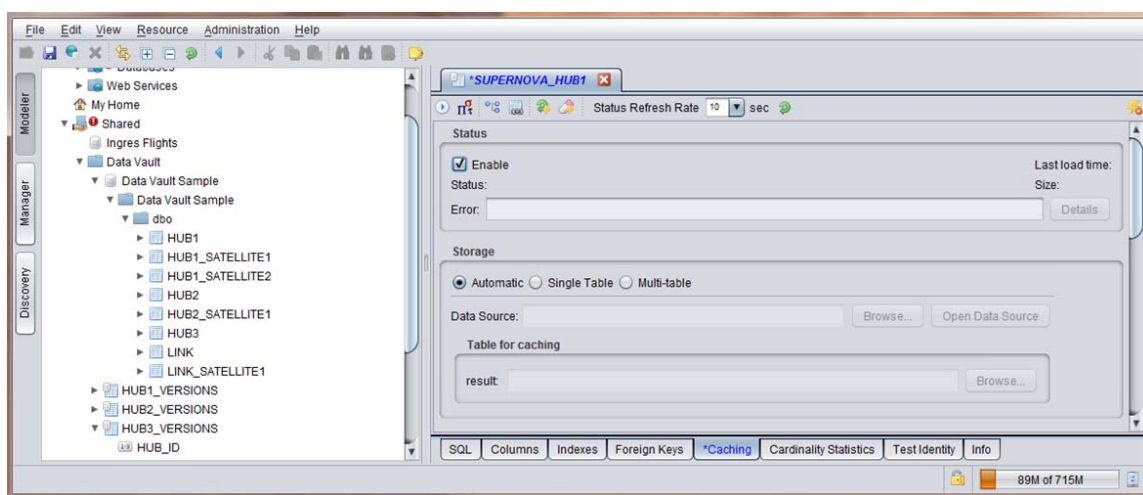 File Edit View Resource Administration Help
Modeler
Manager
Discovery
Databases
Web Services
My Home
Shared
Ingres Flights
Data Vault
Data Vault Sample
Data Vault Sample
dbo
HUB1
HUB1_SATELLITE1
HUB1_SATELLITE2
HUB2
HUB2_SATELLITE1
HUB3
LINK
LINK_SATELLITE1
HUB1_VERSIONS
HUB2_VERSIONS
HUB3_VERSIONS
HUB_ID
*SUPERNOVA_HUB1
Status Refresh Rate 10 sec
Status
Enable Last load time:
Status: Size:
Error: Details
Storage
Automatic Single Table Multi-table
Data Source: Browse... Open Data Source
Table for caching
result: Browse...
SQL Columns Indexes Foreign Keys *Caching Cardinality Statistics Test Identity Info
89M of 715M